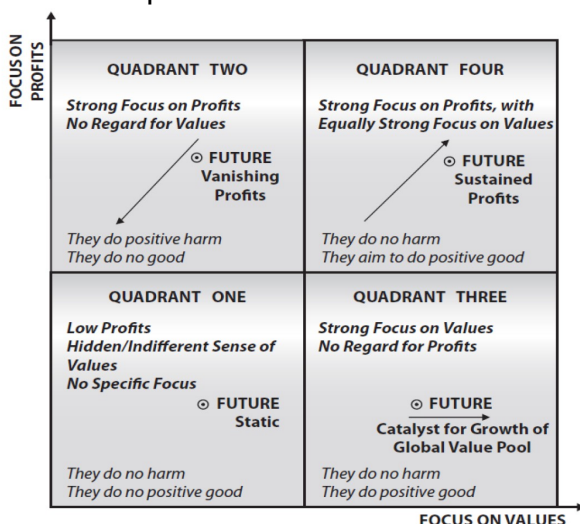 FOCUS ON
PROFITS
QUADRANT TWO
Strong Focus on Profits
No Regard for Values
FUTURE
Vanishing
Profits
They do positive harm
They do no good
QUADRANT FOUR
Strong Focus on Profits, with
Equally Strong Focus on Values
FUTURE
Sustained
Profits
They do no harm
They aim to do positive good
QUADRANT ONE
Low Profits
Hidden/Indifferent Sense of
Values
No Specific Focus
FUTURE
Static
They do no harm
They do no positive good
QUADRANT THREE
Strong Focus on Values
No Regard for Profits
FUTURE
Catalyst for Growth of
Global Value Pool
They do no harm
They do positive good
FOCUS ON VALUES